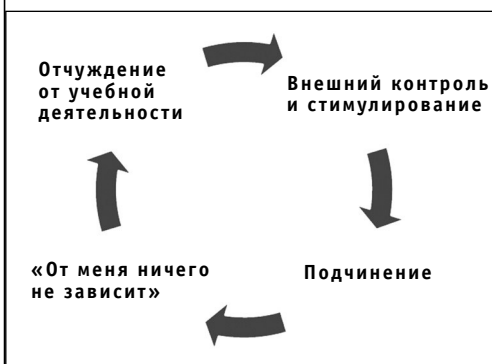 Отчуждение
от учебной
деятельности
Внешний контроль
и стимулирование
«От меня ничего
не зависит»
Подчинение